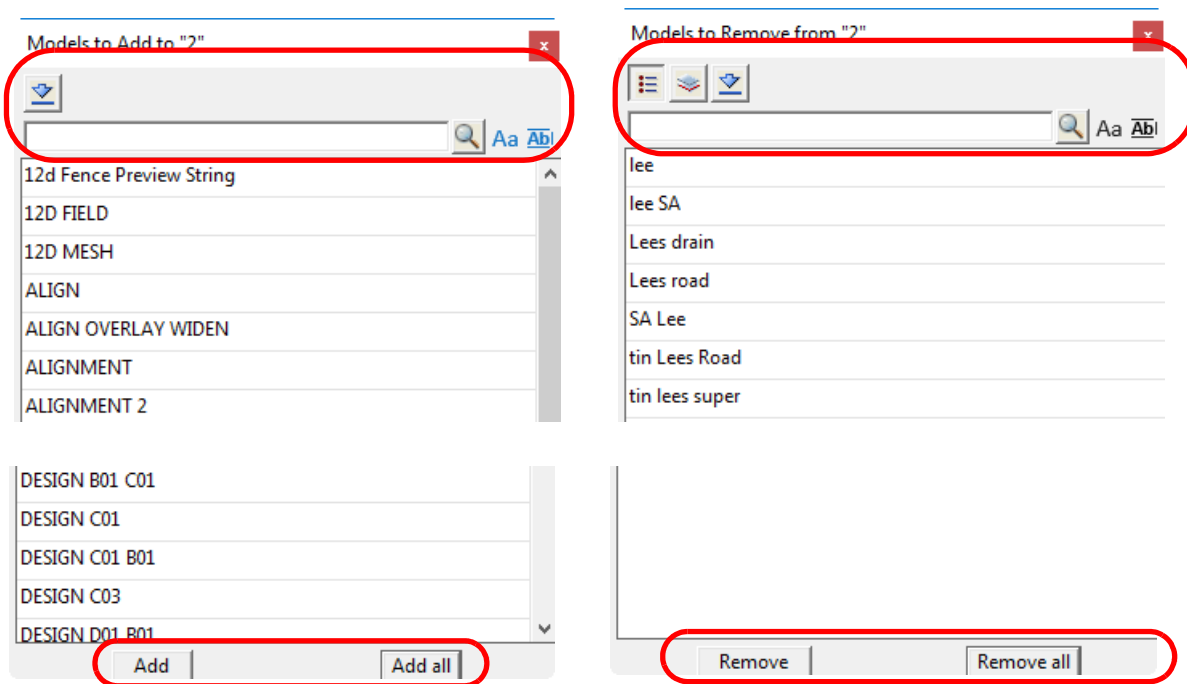 Models to Add to "2"
x
Aa Ab
12d Fence Preview String
12D FIELD
12D MESH
ALIGN
ALIGN OVERLAY WIDEN
ALIGNMENT
ALIGNMENT 2
DESIGN B01 C01
DESIGN C01
DESIGN C01 B01
DESIGN C03
DESIGN D01 B01
Add Add all
Models to Remove from "2"
x
Aa Ab
lee
lee SA
Lees drain
Lees road
SA Lee
tin Lees Road
tin lees super
Remove Remove all